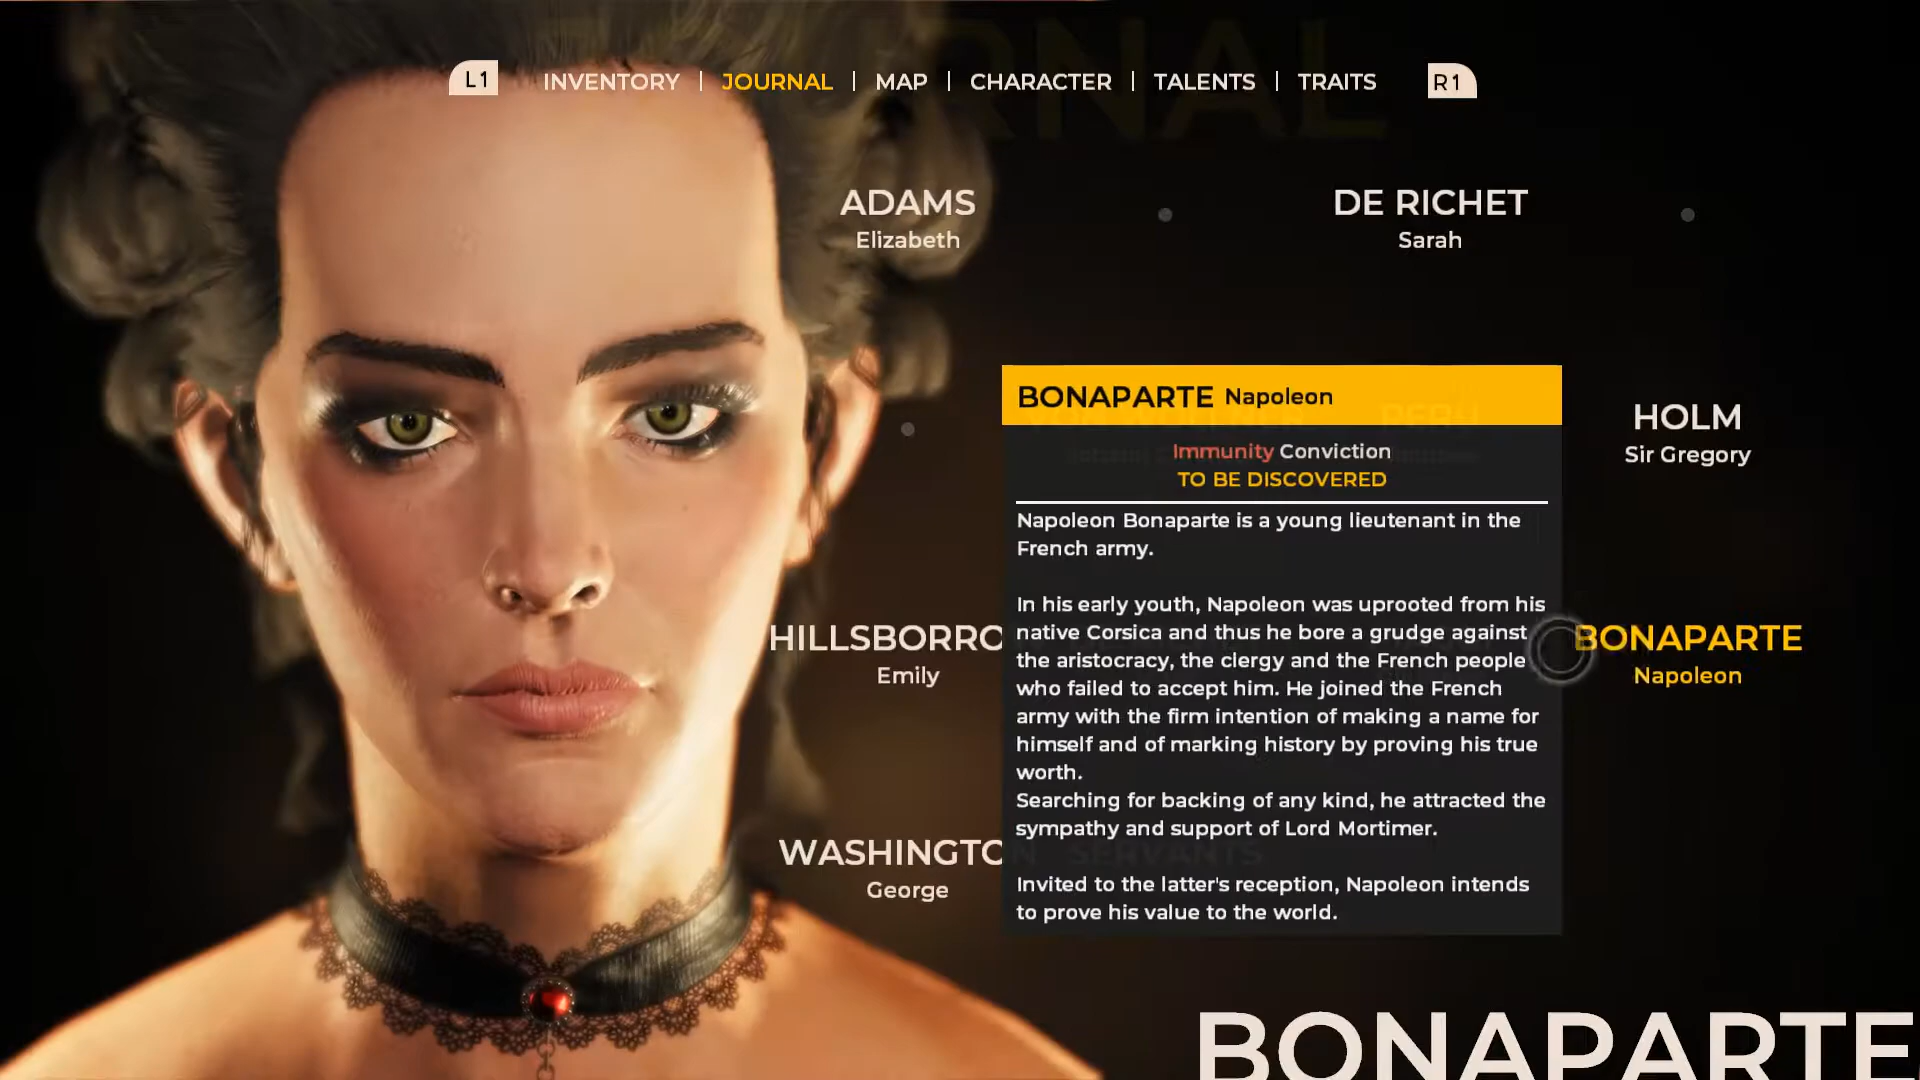 L1 INVENTORY | JOURNAL | MAP | CHARACTER | TALENTS | TRAITS R1
ADAMS
Elizabeth
DE RICHET
Sarah
BONAPARTE Napoleon
Immunity Conviction
TO BE DISCOVERED
Napoleon Bonaparte is a young lieutenant in the
French army.
In his early youth, Napoleon was uprooted from his
native Corsica and thus he bore a grudge against
the aristocracy, the clergy and the French people
who failed to accept him. He joined the French
army with the firm intention of making a name for
himself and of marking history by proving his true
worth.
Searching for backing of any kind, he attracted the
sympathy and support of Lord Mortimer.
Invited to the latter's reception, Napoleon intends
to prove his value to the world.
HOLM
Sir Gregory
HILLSBORRO
Emily
BONAPARTE
Napoleon
WASHINGTON
George
SERVANTS
BONAPARTE